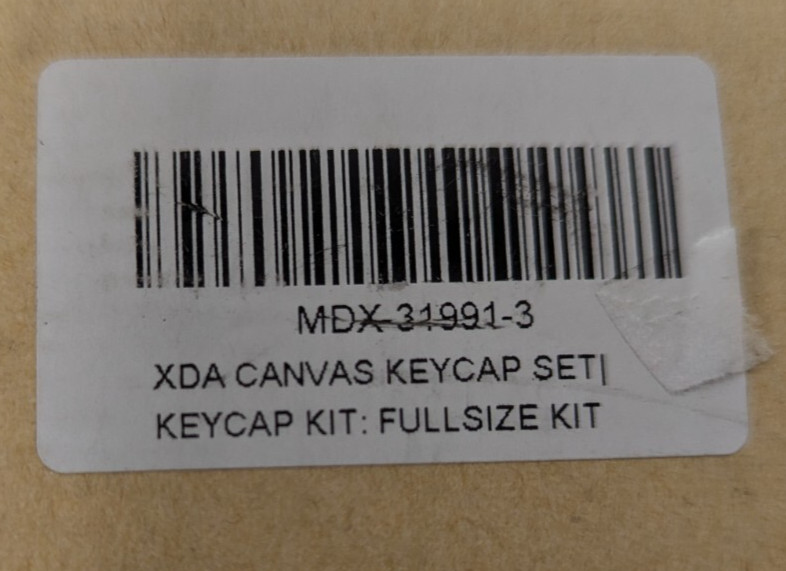 MDX-31991-3
XDA CANVAS KEYCAP SET|
KEYCAP KIT: FULLSIZE KIT